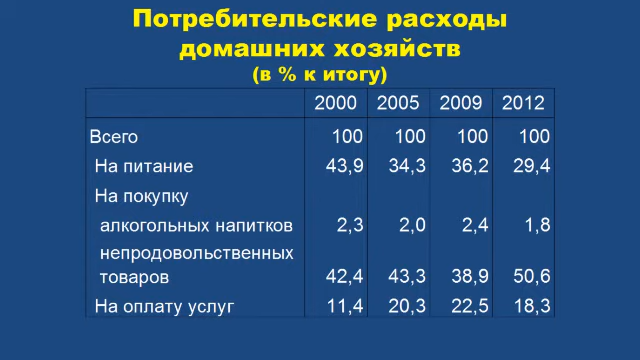 Потребительские расходы
домашних хозяйств
(в % к итогу)
2000 2005 2009 2012
Всего 100 100 100 100
На питание 43,9 34,3 36,2 29,4
На покупку
алкогольных напитков 2,3 2,0 2,4 1,8
непродовольственных
товаров 42,4 43,3 38,9 50,6
На оплату услуг 11,4 20,3 22,5 18,3